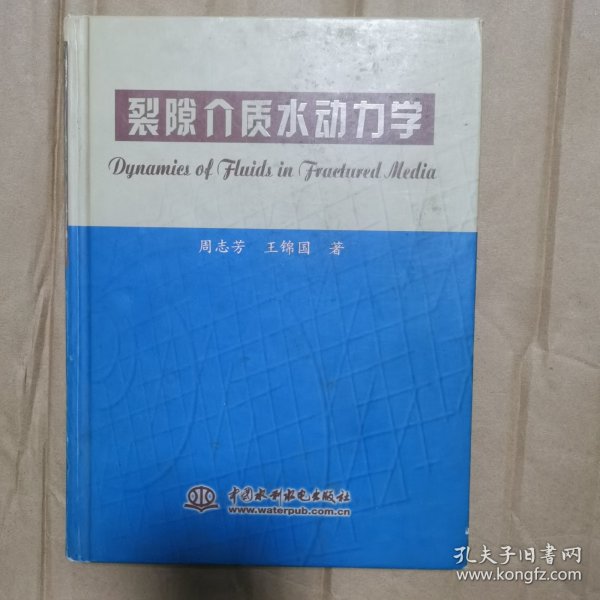 裂隙介质水动力学
Dynamics of Fluids in Fractured Media
周志芳 王锦国 著
中国水利水电出版社
www.waterpub.com.cn
孔夫子旧书网
www.kongfz.com